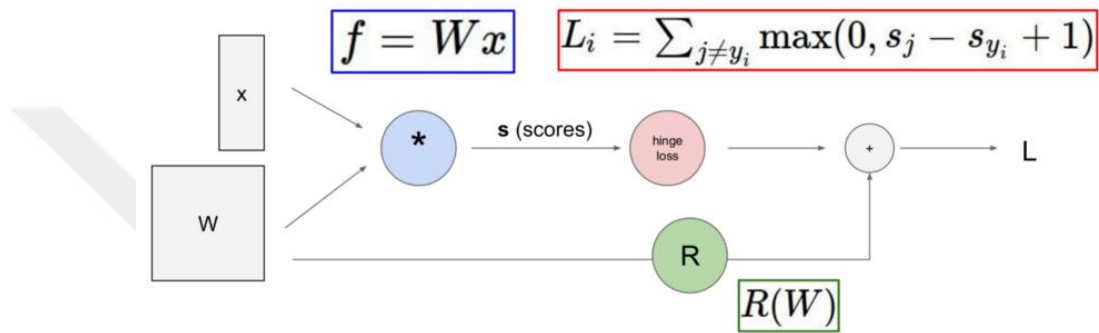 f = Wx
L_i = ∑_{j≠y_i} max(0, s_j − s_{y_i} + 1)
x
*
s (scores)
hinge
loss
+
L
W
R
R(W)